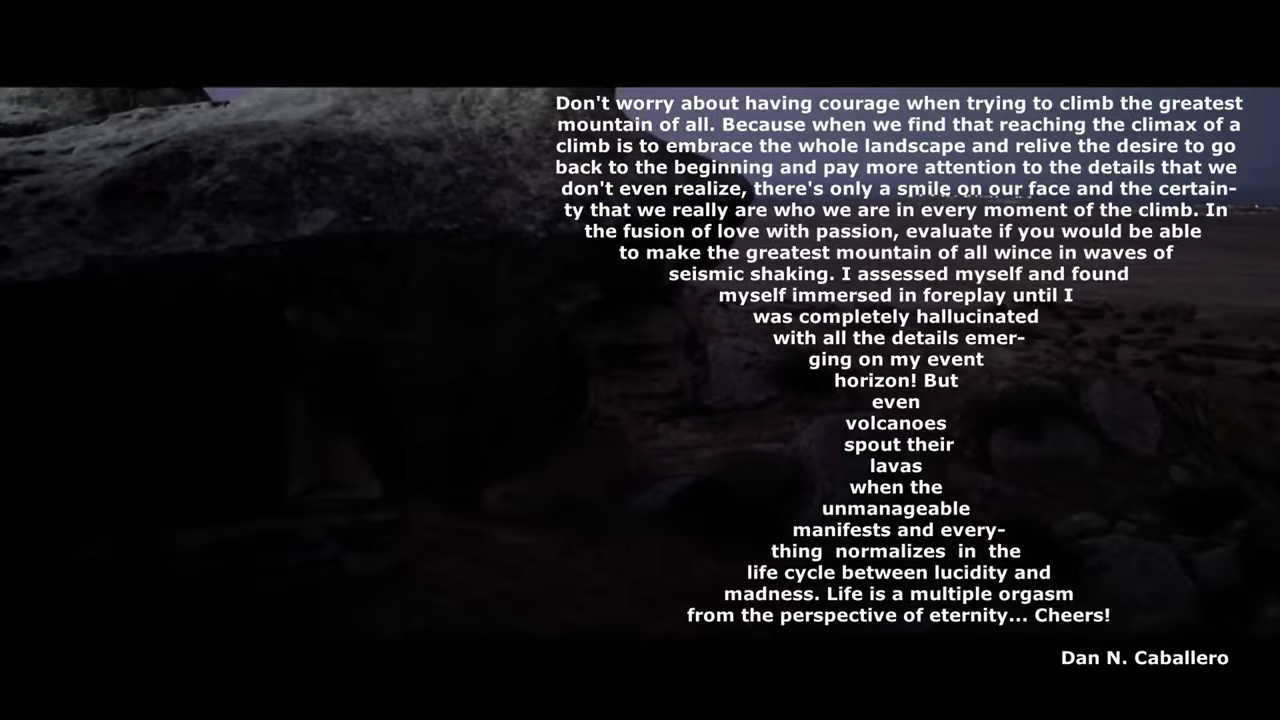 Don't worry about having courage when trying to climb the greatest
mountain of all. Because when we find that reaching the climax of a
climb is to embrace the whole landscape and relive the desire to go
back to the beginning and pay more attention to the details that we
don't even realize, there's only a smile on our face and the certain-
ty that we really are who we are in every moment of the climb. In
the fusion of love with passion, evaluate if you would be able
to make the greatest mountain of all wince in waves of
seismic shaking. I assessed myself and found
myself immersed in foreplay until I
was completely hallucinated
with all the details emer-
ging on my event
horizon! But
even
volcanoes
spout their
lavas
when the
unmanageable
manifests and every-
thing normalizes in the
life cycle between lucidity and
madness. Life is a multiple orgasm
from the perspective of eternity... Cheers!
Dan N. Caballero